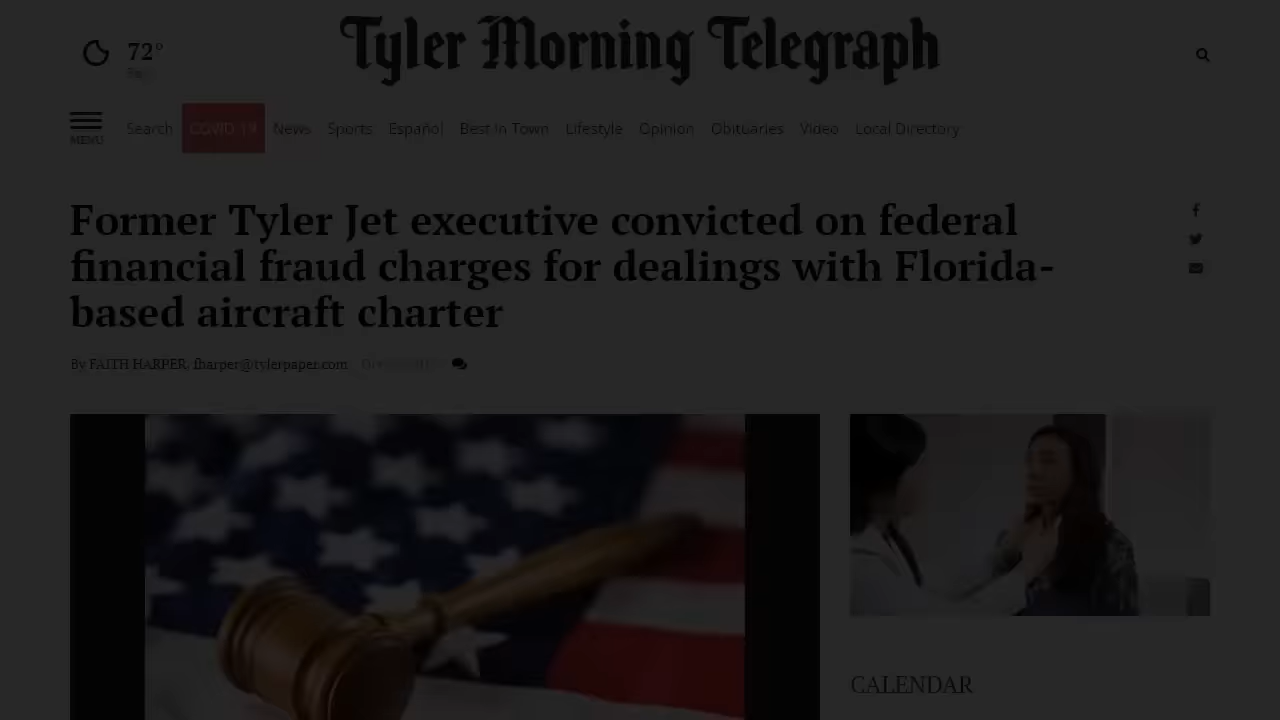 Tyler Morning Telegraph
72°
MENU
Search COVID-19 News Sports Español Best In Town Lifestyle Opinion Obituaries Video Local Directory
Former Tyler Jet executive convicted on federal
financial fraud charges for dealings with Florida-
based aircraft charter
By FAITH HARPER, fharper@tylerpaper.com
CALENDAR